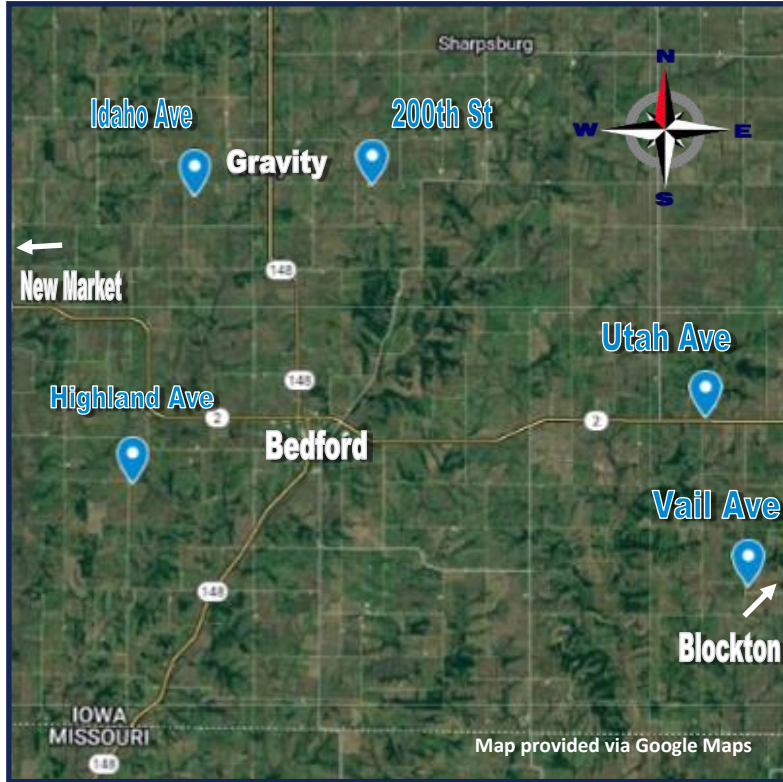 Sharpsburg
N
Idaho Ave
200th St
W
E
Gravity
S
148
New Market
Utah Ave
148
Highland Ave
2
2
Bedford
Vail Ave
148
Blockton
IOWA
MISSOURI
Map provided via Google Maps
148